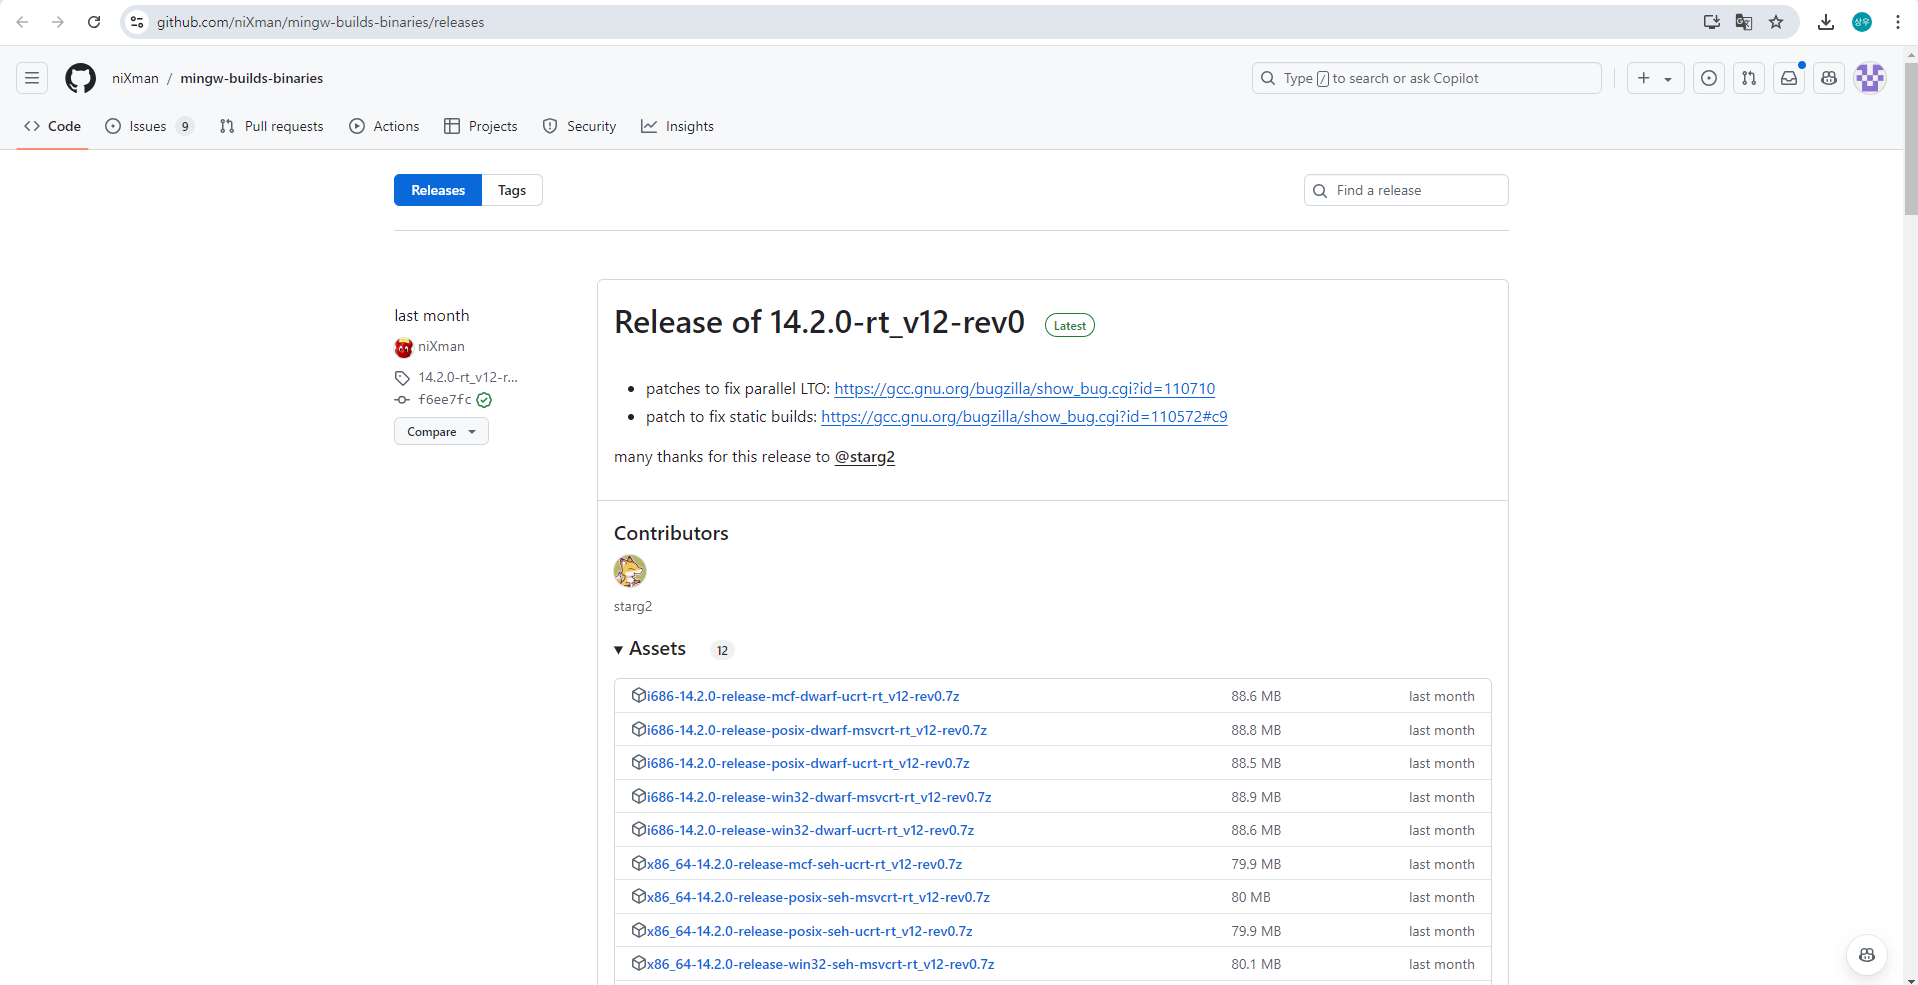 github.com/niXman/mingw-builds-binaries/releases
상우
niXman / mingw-builds-binaries
Type / to search or ask Copilot
Code
Issues 9
Pull requests
Actions
Projects
Security
Insights
Releases
Tags
Find a release
last month
niXman
14.2.0-rt_v12-r...
f6ee7fc
Compare
Release of 14.2.0-rt_v12-rev0 Latest
patches to fix parallel LTO: https://gcc.gnu.org/bugzilla/show_bug.cgi?id=110710
patch to fix static builds: https://gcc.gnu.org/bugzilla/show_bug.cgi?id=110572#c9
many thanks for this release to @starg2
Contributors
starg2
Assets 12
i686-14.2.0-release-mcf-dwarf-ucrt-rt_v12-rev0.7z 88.6 MB last month
i686-14.2.0-release-posix-dwarf-msvcrt-rt_v12-rev0.7z 88.8 MB last month
i686-14.2.0-release-posix-dwarf-ucrt-rt_v12-rev0.7z 88.5 MB last month
i686-14.2.0-release-win32-dwarf-msvcrt-rt_v12-rev0.7z 88.9 MB last month
i686-14.2.0-release-win32-dwarf-ucrt-rt_v12-rev0.7z 88.6 MB last month
x86_64-14.2.0-release-mcf-seh-ucrt-rt_v12-rev0.7z 79.9 MB last month
x86_64-14.2.0-release-posix-seh-msvcrt-rt_v12-rev0.7z 80 MB last month
x86_64-14.2.0-release-posix-seh-ucrt-rt_v12-rev0.7z 79.9 MB last month
x86_64-14.2.0-release-win32-seh-msvcrt-rt_v12-rev0.7z 80.1 MB last month